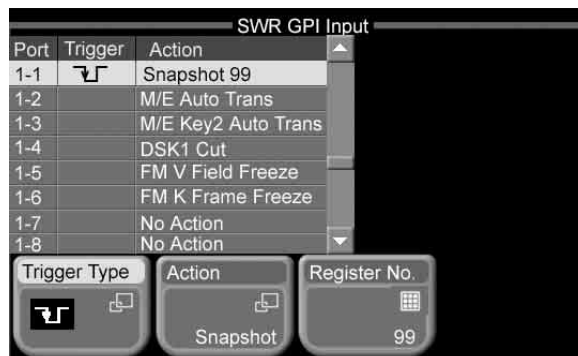 SWR GPI Input
Port Trigger Action
1-1 Snapshot 99
1-2 M/E Auto Trans
1-3 M/E Key2 Auto Trans
1-4 DSK1 Cut
1-5 FM V Field Freeze
1-6 FM K Frame Freeze
1-7 No Action
1-8 No Action
Trigger Type Action Register No.
Snapshot 99